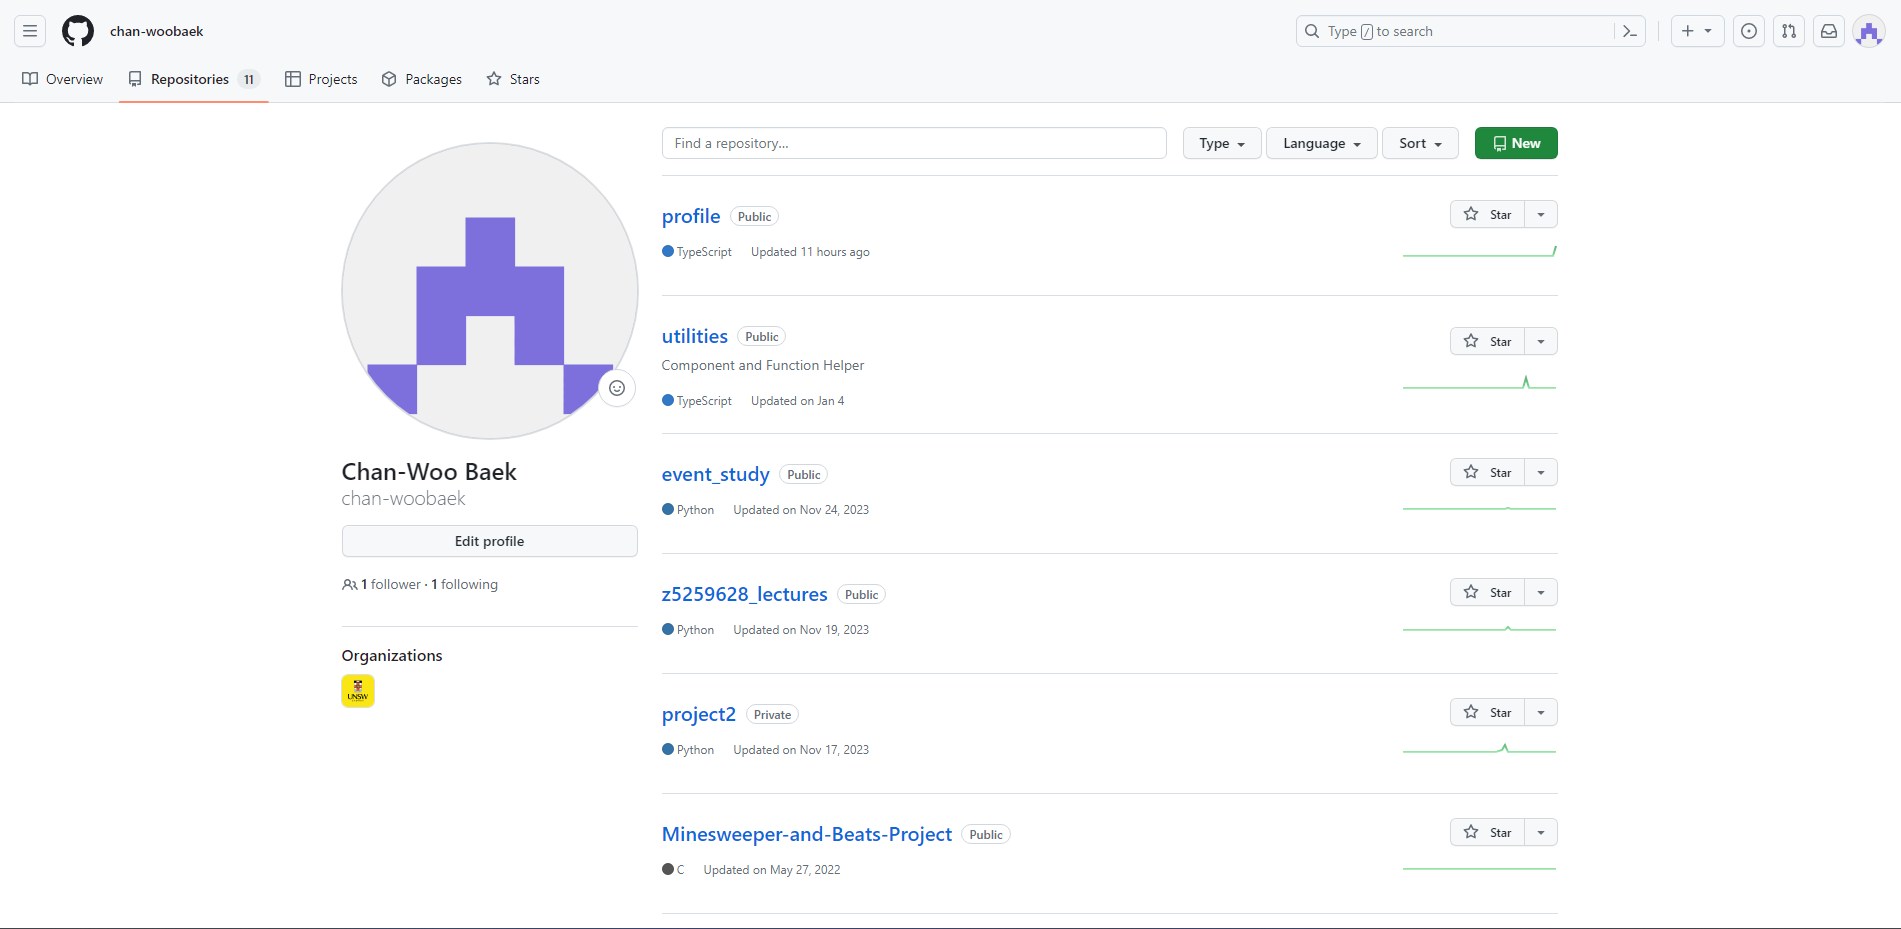 chan-woobaek
Type / to search
Overview
Repositories 11
Projects
Packages
Stars
Find a repository...
Type
Language
Sort
New
Chan-Woo Baek
chan-woobaek
Edit profile
1 follower · 1 following
Organizations
UNSW
profile Public
Star
TypeScript Updated 11 hours ago
utilities Public
Star
Component and Function Helper
TypeScript Updated on Jan 4
event_study Public
Star
Python Updated on Nov 24, 2023
z5259628_lectures Public
Star
Python Updated on Nov 19, 2023
project2 Private
Star
Python Updated on Nov 17, 2023
Minesweeper-and-Beats-Project Public
Star
C Updated on May 27, 2022